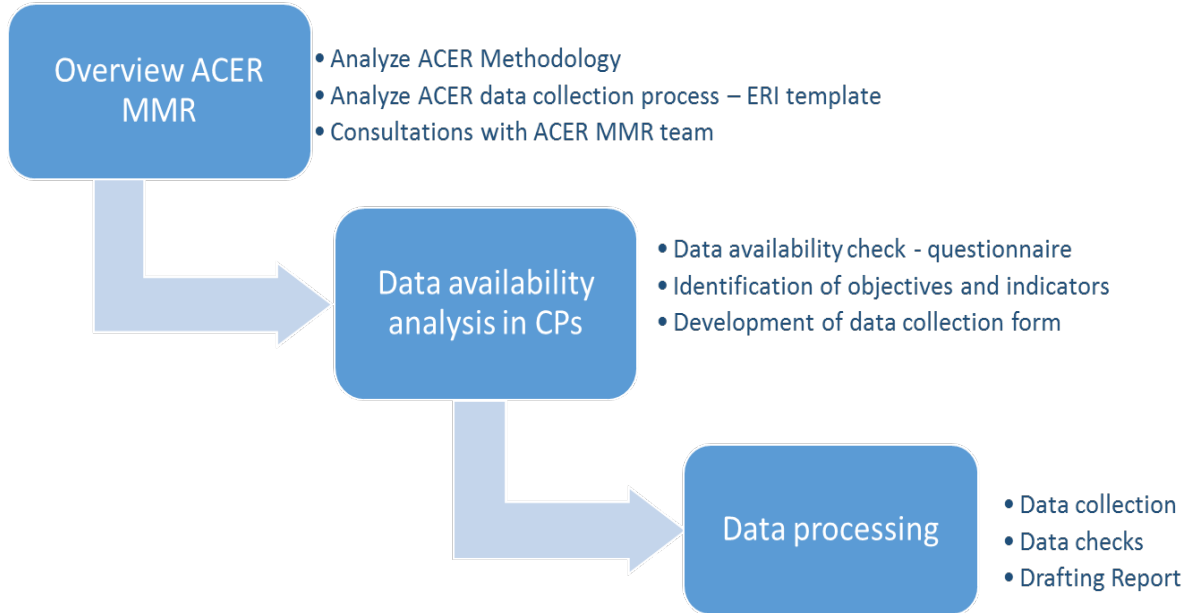 Overview ACER
MMR
• Analyze ACER Methodology
• Analyze ACER data collection process – ERI template
• Consultations with ACER MMR team
Data availability
analysis in CPs
• Data availability check - questionnaire
• Identification of objectives and indicators
• Development of data collection form
Data processing
• Data collection
• Data checks
• Drafting Report